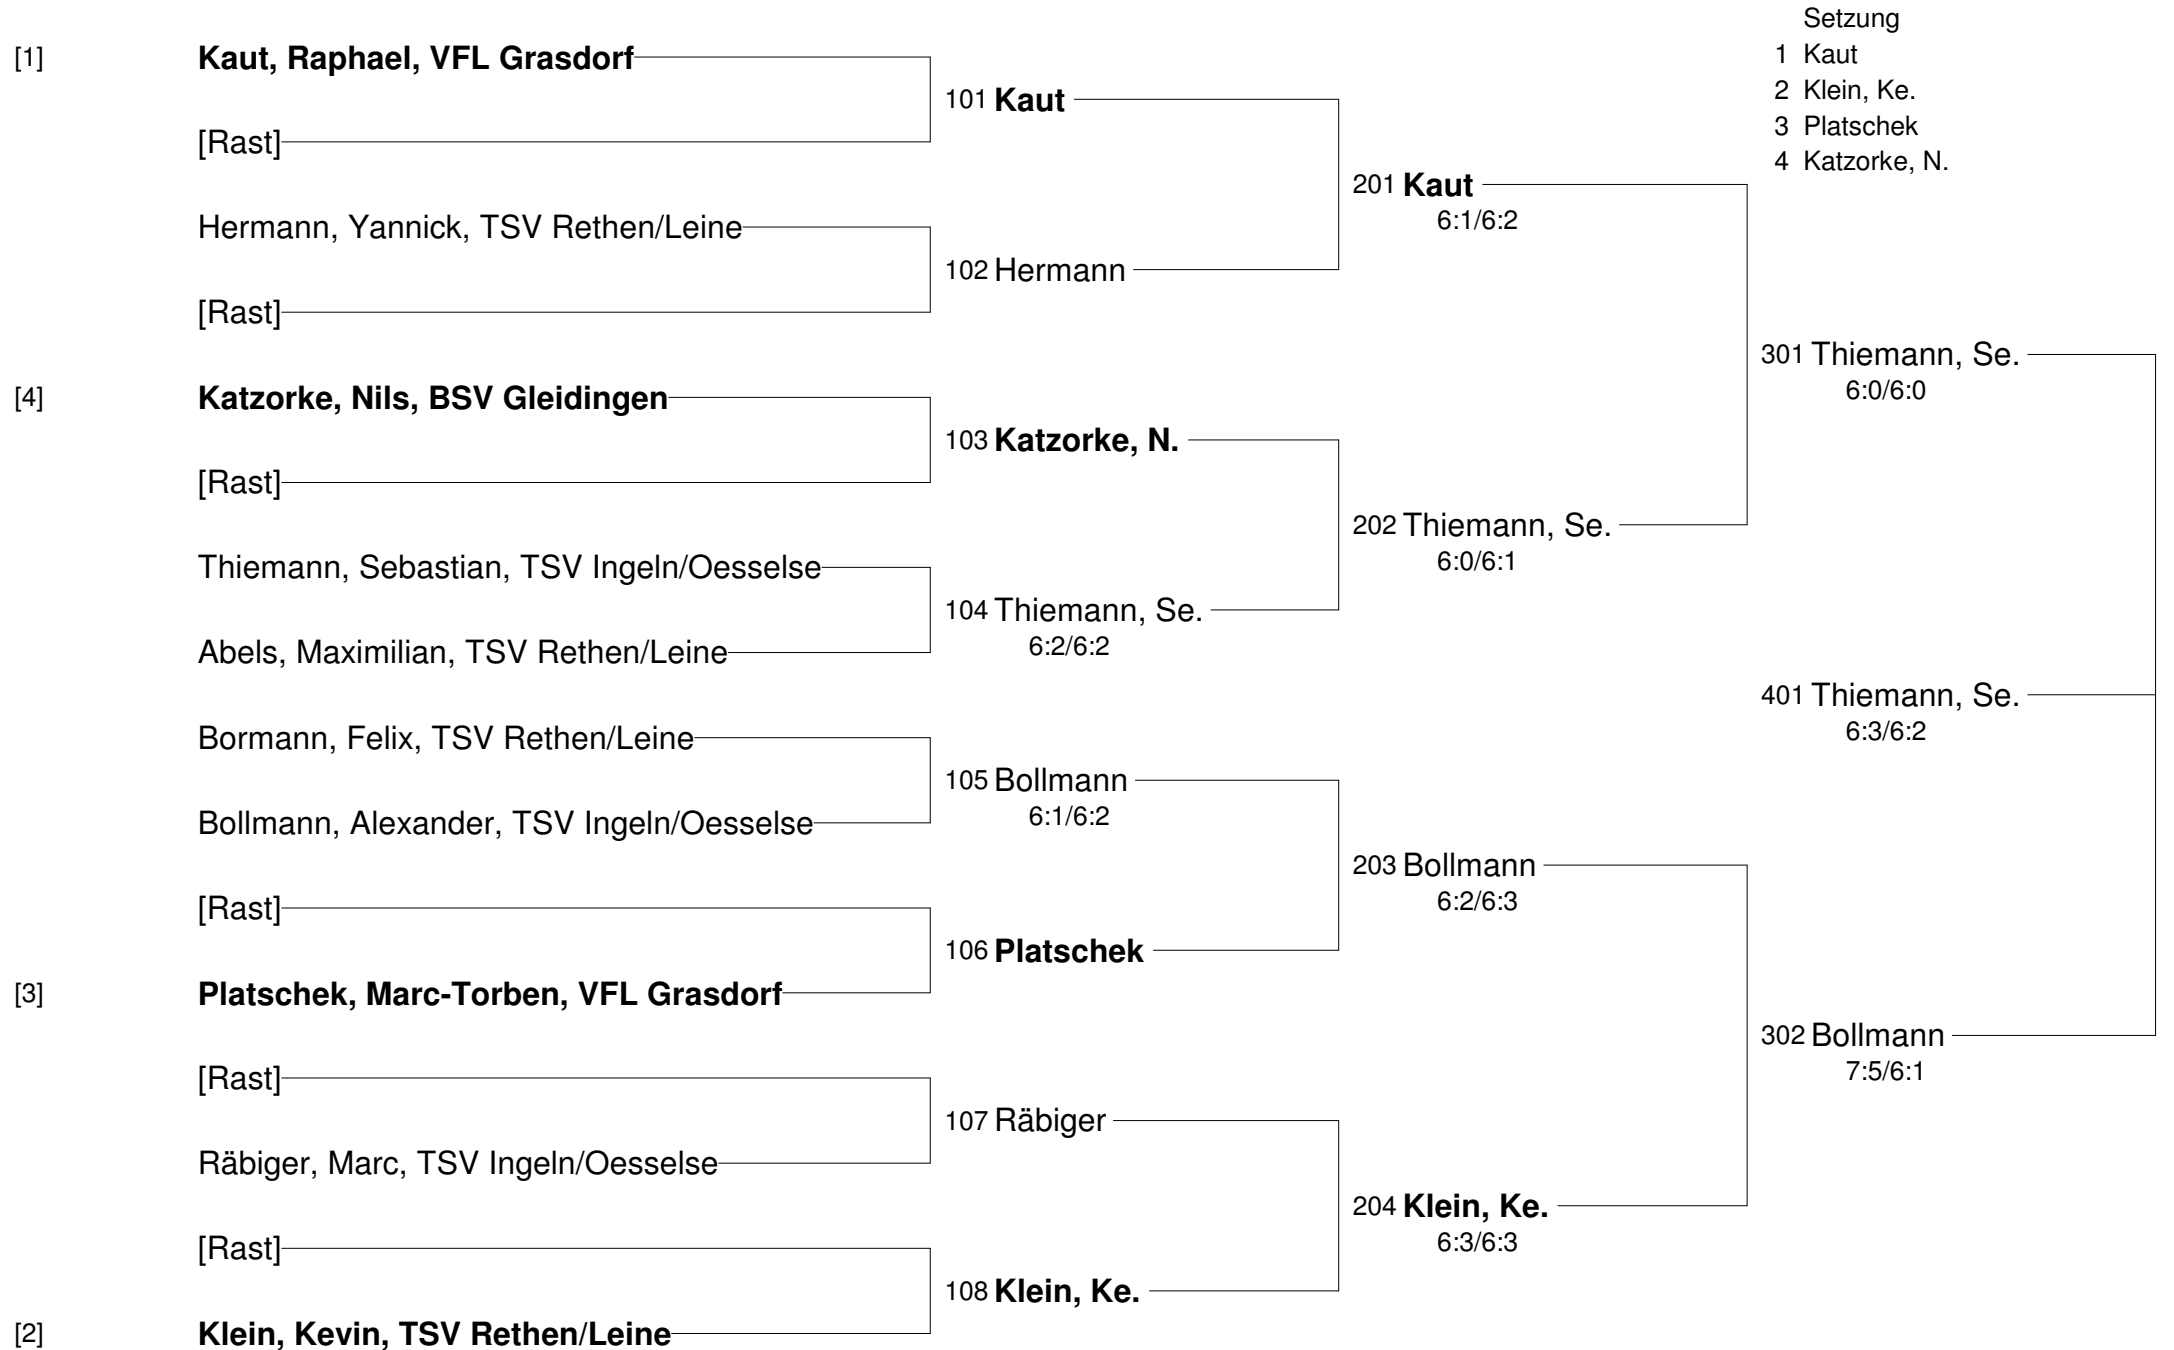 Setzung
1 Kaut
2 Klein, Ke.
3 Platschek
4 Katzorke, N.
[1] Kaut, Raphael, VFL Grasdorf
[Rast]
Hermann, Yannick, TSV Rethen/Leine
[Rast]
[4] Katzorke, Nils, BSV Gleidingen
[Rast]
Thiemann, Sebastian, TSV Ingeln/Oesselse
Abels, Maximilian, TSV Rethen/Leine
Bormann, Felix, TSV Rethen/Leine
Bollmann, Alexander, TSV Ingeln/Oesselse
[Rast]
[3] Platschek, Marc-Torben, VFL Grasdorf
[Rast]
Räbiger, Marc, TSV Ingeln/Oesselse
[Rast]
[2] Klein, Kevin, TSV Rethen/Leine
101 Kaut
102 Hermann
103 Katzorke, N.
104 Thiemann, Se.
6:2/6:2
105 Bollmann
6:1/6:2
106 Platschek
107 Räbiger
108 Klein, Ke.
201 Kaut
6:1/6:2
202 Thiemann, Se.
6:0/6:1
203 Bollmann
6:2/6:3
204 Klein, Ke.
6:3/6:3
301 Thiemann, Se.
6:0/6:0
401 Thiemann, Se.
6:3/6:2
302 Bollmann
7:5/6:1